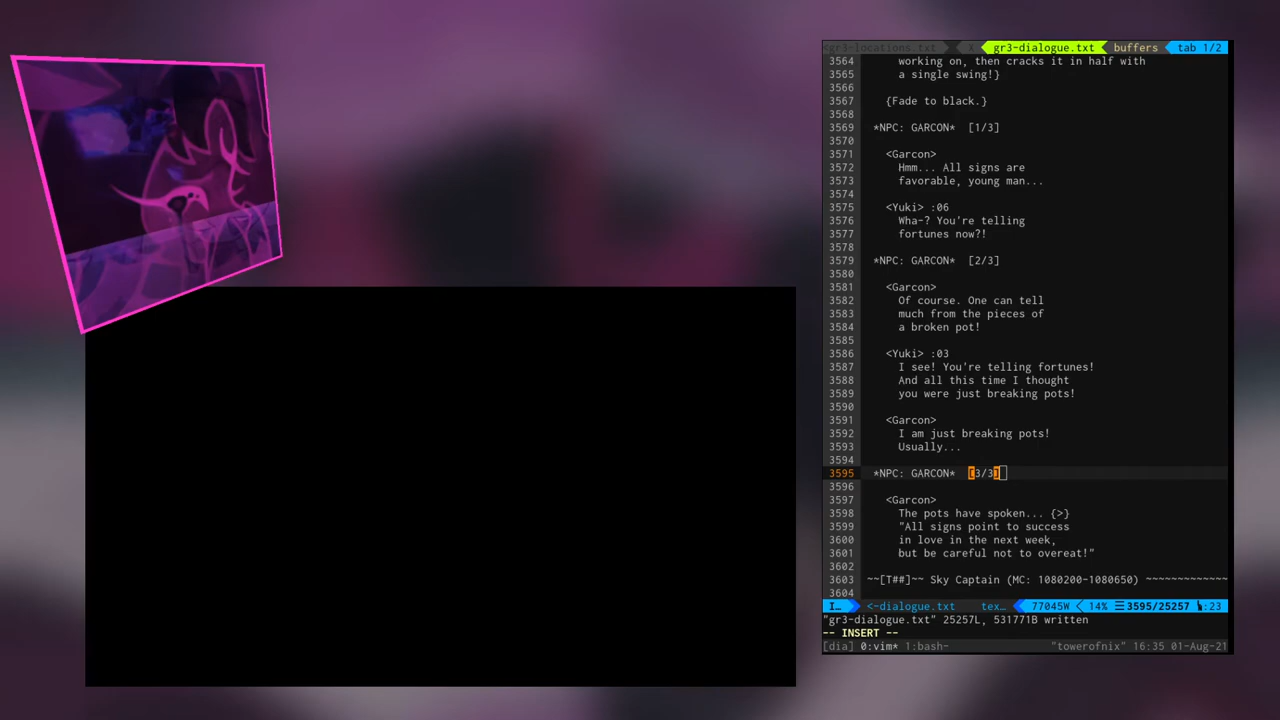 <gr3-locations.txt X gr3-dialogue.txt buffers tab 1/2
3564 working on, then cracks it in half with
3565 a single swing!}
3566
3567 {Fade to black.}
3568
3569 *NPC: GARCON* [1/3]
3570
3571 <Garcon>
3572 Hmm... All signs are
3573 favorable, young man...
3574
3575 <Yuki> :06
3576 Wha-? You're telling
3577 fortunes now?!
3578
3579 *NPC: GARCON* [2/3]
3580
3581 <Garcon>
3582 Of course. One can tell
3583 much from the pieces of
3584 a broken pot!
3585
3586 <Yuki> :03
3587 I see! You're telling fortunes!
3588 And all this time I thought
3589 you were just breaking pots!
3590
3591 <Garcon>
3592 I am just breaking pots!
3593 Usually...
3594
3595 *NPC: GARCON* [3/3]
3596
3597 <Garcon>
3598 The pots have spoken... {>}
3599 "All signs point to success
3600 in love in the next week,
3601 but be careful not to overeat!"
3602
3603 ~~[T##]~~ Sky Captain (MC: 1080200-1080650) ~~~~~~~~~~~~~
3604
I… <-dialogue.txt tex… 77045W 14% ☰3595/25257 :23
"gr3-dialogue.txt" 25257L, 531771B written
-- INSERT --
[dia] 0:vim* 1:bash- "towerofnix" 16:35 01-Aug-21